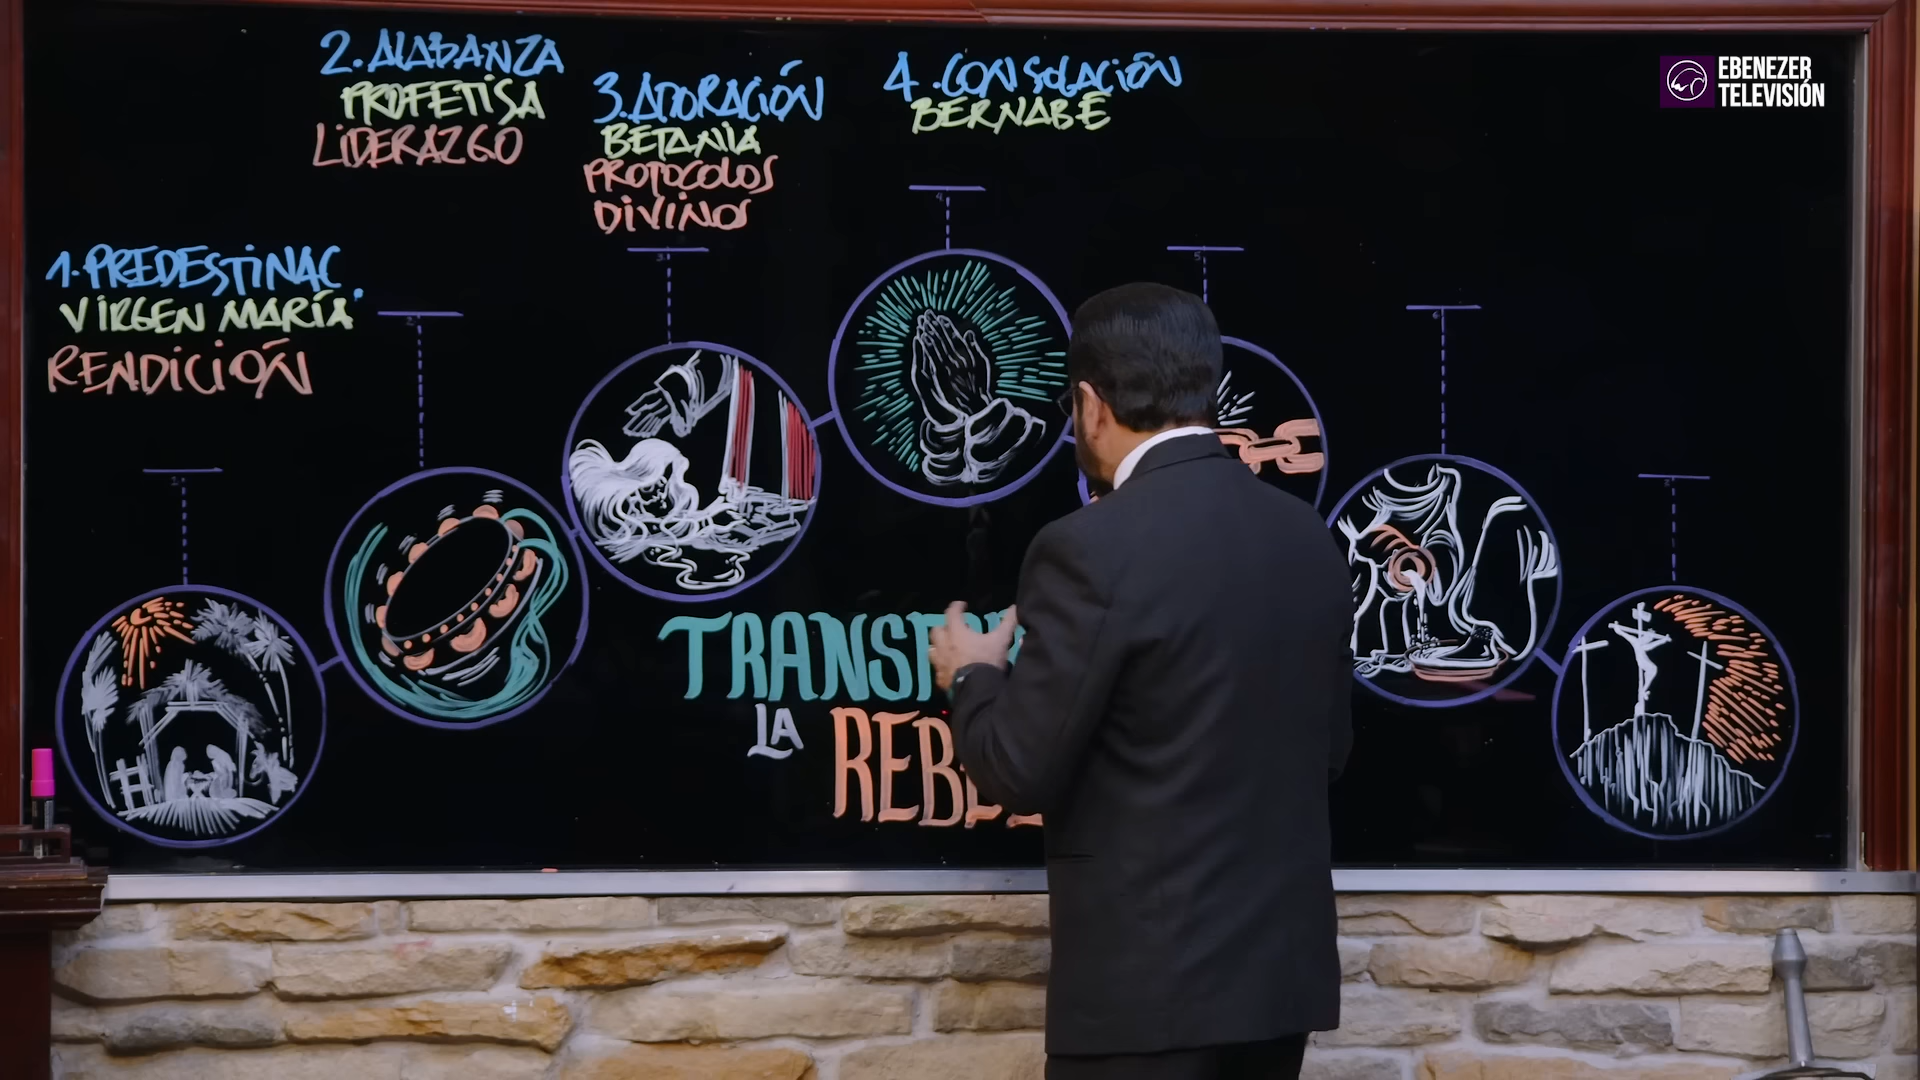 1. PREDESTINAC.
VIRGEN MARÍA
RENDICIÓN
2. ALABANZA
PROFETISA
LIDERAZGO
3. ADORACIÓN
BETANIA
PROTOCOLOS
DIVINOS
4. CONSOLACIÓN
BERNABE
EBENEZER
TELEVISIÓN
LA